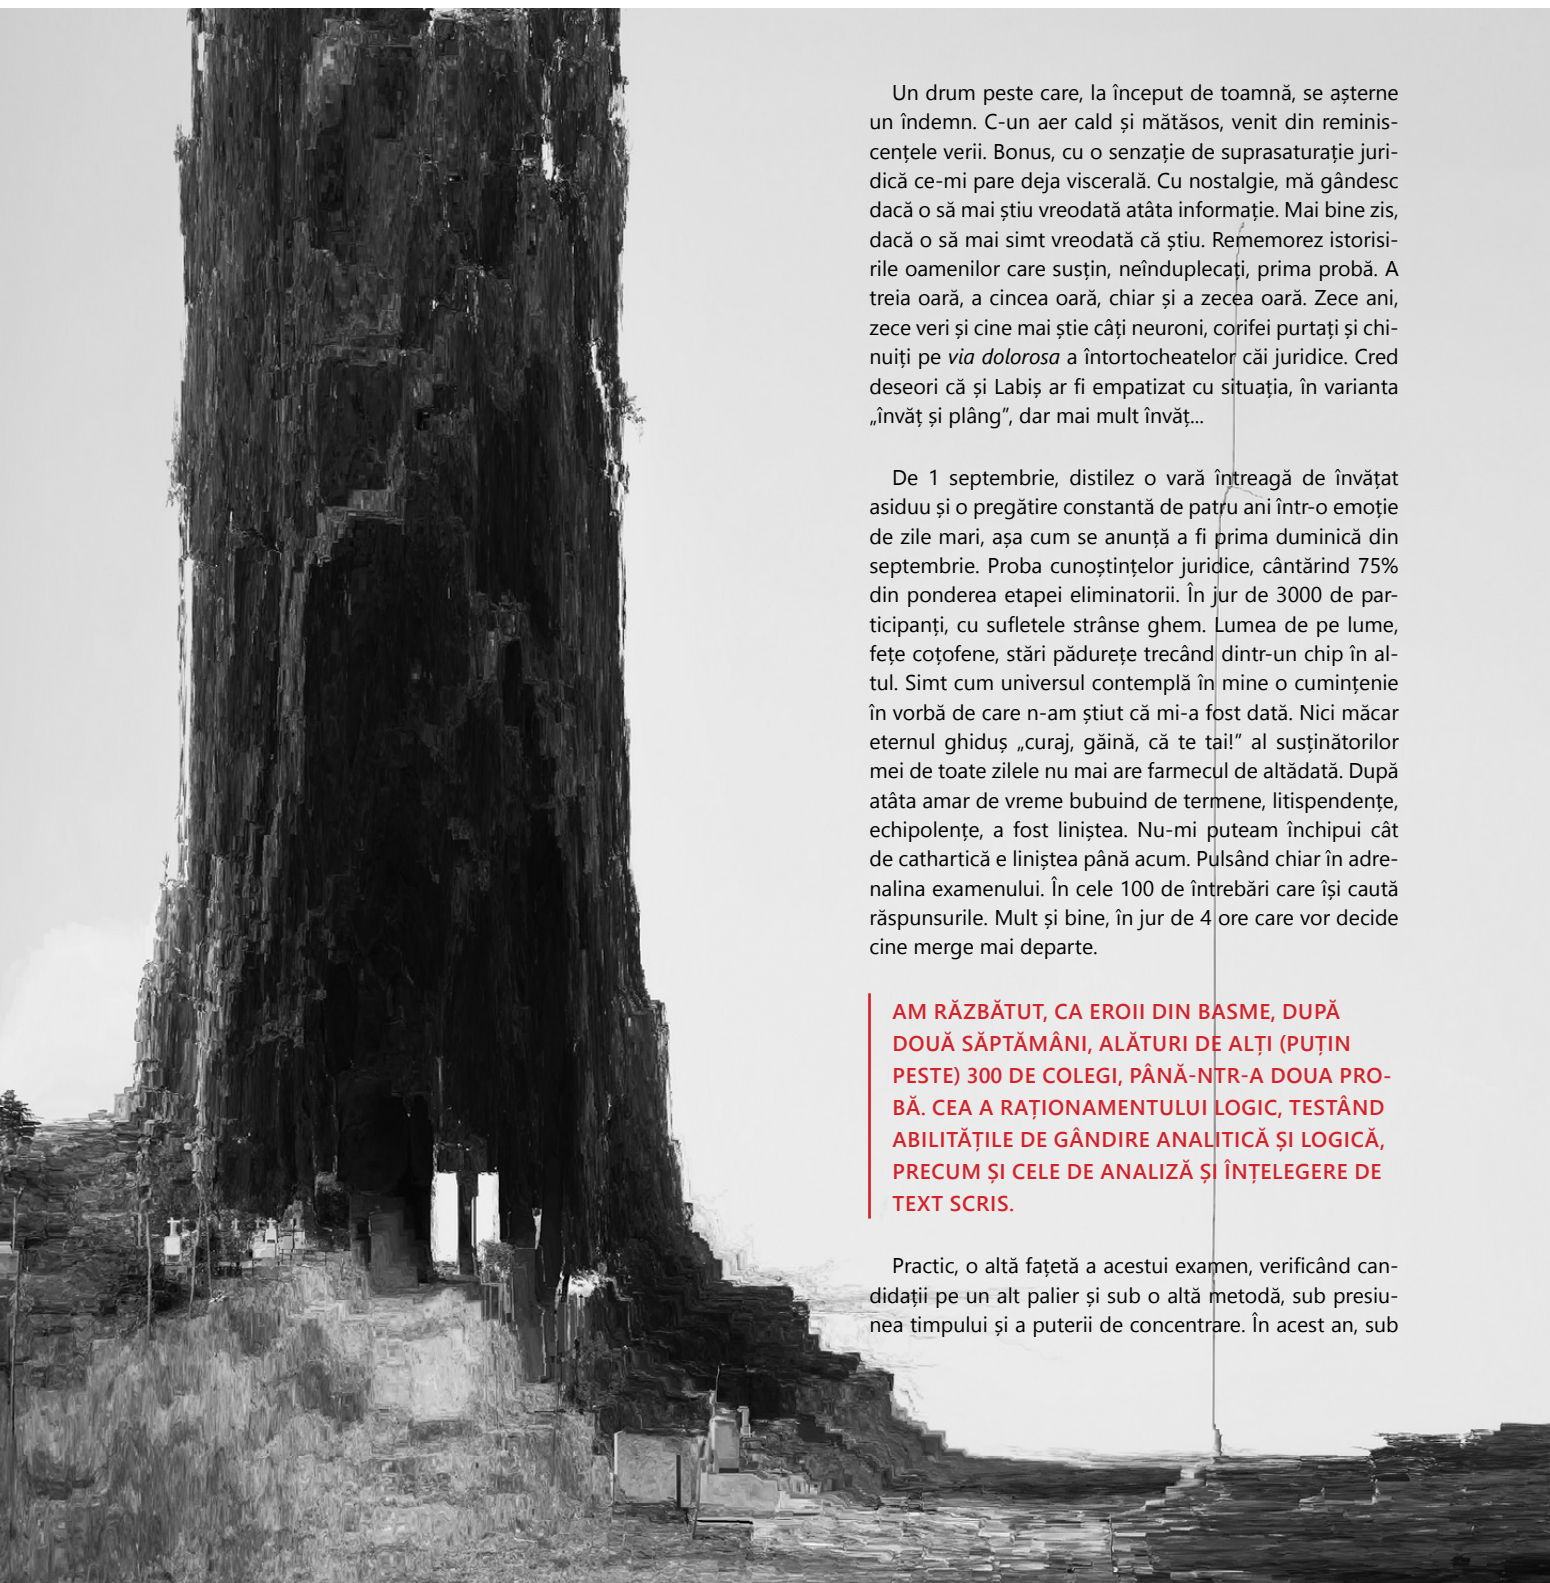 Un drum peste care, la început de toamnă, se așterne
un îndemn. C-un aer cald și mătăsos, venit din reminis-
cențele verii. Bonus, cu o senzație de suprasaturație juri-
dică ce-mi pare deja viscerală. Cu nostalgie, mă gândesc
dacă o să mai știu vreodată atâta informație. Mai bine zis,
dacă o să mai simt vreodată că știu. Rememorez istorisi-
rile oamenilor care susțin, neînduplecați, prima probă. A
treia oară, a cincea oară, chiar și a zecea oară. Zece ani,
zece veri și cine mai știe câți neuroni, corifei purtați și chi-
nuiți pe via dolorosa a întortocheatelor căi juridice. Cred
deseori că și Labiș ar fi empatizat cu situația, în varianta
„învăț și plâng”, dar mai mult învăț...
De 1 septembrie, distilez o vară întreagă de învățat
asiduu și o pregătire constantă de patru ani într-o emoție
de zile mari, așa cum se anunță a fi prima duminică din
septembrie. Proba cunoștințelor juridice, cântărind 75%
din ponderea etapei eliminatorii. În jur de 3000 de par-
ticipanți, cu sufletele strânse ghem. Lumea de pe lume,
fețe coțofene, stări pădurețe trecând dintr-un chip în al-
tul. Simt cum universul contemplă în mine o cumințenie
în vorbă de care n-am știut că mi-a fost dată. Nici măcar
eternul ghiduș „curaj, găină, că te tai!” al susținătorilor
mei de toate zilele nu mai are farmecul de altădată. După
atâta amar de vreme bubuind de termene, litispendențe,
echipolențe, a fost liniștea. Nu-mi puteam închipui cât
de cathartică e liniștea până acum. Pulsând chiar în adre-
nalina examenului. În cele 100 de întrebări care își caută
răspunsurile. Mult și bine, în jur de 4 ore care vor decide
cine merge mai departe.
AM RĂZBĂTUT, CA EROII DIN BASME, DUPĂ
DOUĂ SĂPTĂMÂNI, ALĂTURI DE ALȚI (PUȚIN
PESTE) 300 DE COLEGI, PÂNĂ-NTR-A DOUA PRO-
BĂ. CEA A RAȚIONAMENTULUI LOGIC, TESTÂND
ABILITĂȚILE DE GÂNDIRE ANALITICĂ ȘI LOGICĂ,
PRECUM ȘI CELE DE ANALIZĂ ȘI ÎNȚELEGERE DE
TEXT SCRIS.
Practic, o altă fațetă a acestui examen, verificând can-
didații pe un alt palier și sub o altă metodă, sub presiu-
nea timpului și a puterii de concentrare. În acest an, sub